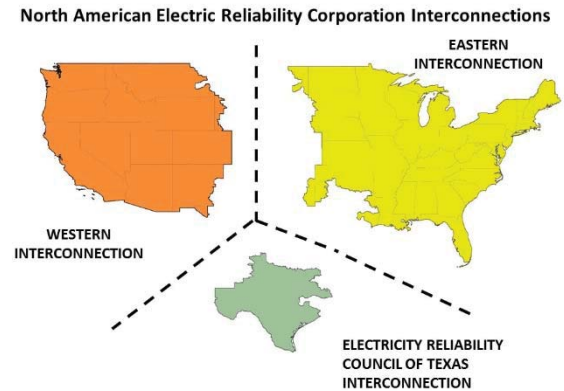 North American Electric Reliability Corporation Interconnections
EASTERN
INTERCONNECTION
WESTERN
INTERCONNECTION
ELECTRICITY RELIABILITY
COUNCIL OF TEXAS
INTERCONNECTION